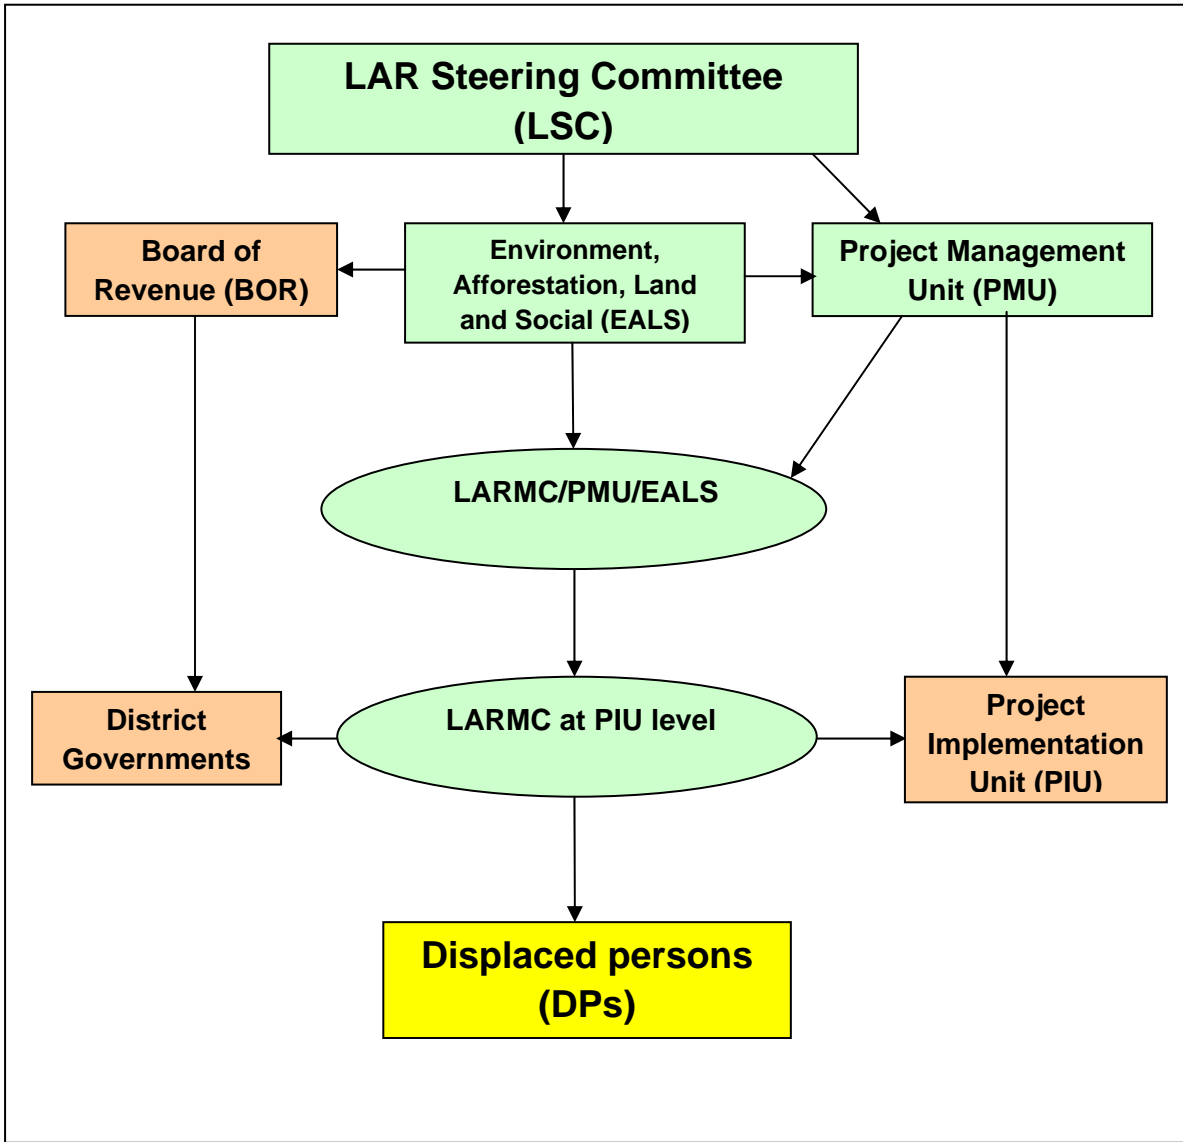 LAR Steering Committee
(LSC)
Board of
Revenue (BOR)
Environment,
Afforestation, Land
and Social (EALS)
Project Management
Unit (PMU)
LARMC/PMU/EALS
District
Governments
LARMC at PIU level
Project
Implementation
Unit (PIU)
Displaced persons
(DPs)